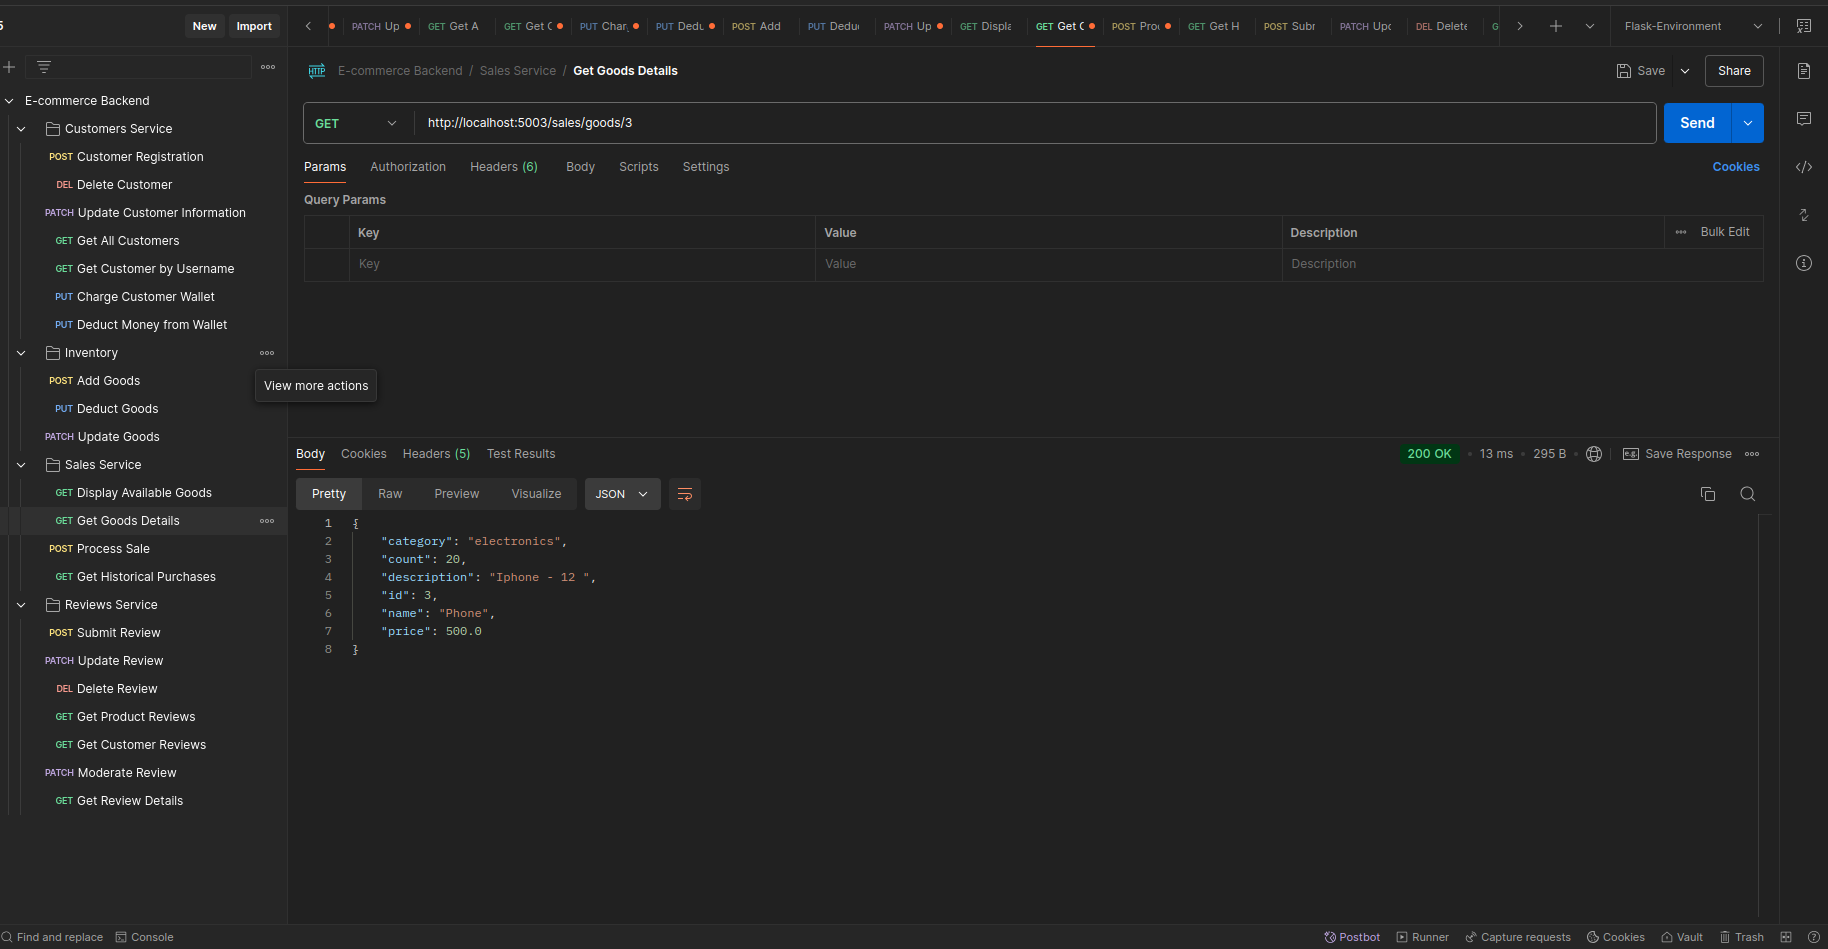 5
New
Import
PATCH Up
GET Get A
GET Get C
PUT Char
PUT Dedu
POST Add
PUT Dedu
PATCH Up
GET Displa
GET Get C
POST Pro
GET Get H
POST Subr
PATCH Upc
DEL Delete
G
Flask-Environment
E-commerce Backend / Sales Service / Get Goods Details
Save
Share
E-commerce Backend
Customers Service
POST Customer Registration
DEL Delete Customer
PATCH Update Customer Information
GET Get All Customers
GET Get Customer by Username
PUT Charge Customer Wallet
PUT Deduct Money from Wallet
Inventory
POST Add Goods
PUT Deduct Goods
PATCH Update Goods
Sales Service
GET Display Available Goods
GET Get Goods Details
POST Process Sale
GET Get Historical Purchases
Reviews Service
POST Submit Review
PATCH Update Review
DEL Delete Review
GET Get Product Reviews
GET Get Customer Reviews
PATCH Moderate Review
GET Get Review Details
View more actions
HTTP
GET
http://localhost:5003/sales/goods/3
Send
Params
Authorization
Headers (6)
Body
Scripts
Settings
Cookies
Query Params
Key
Value
Description
Bulk Edit
Key
Value
Description
Body
Cookies
Headers (5)
Test Results
200 OK
13 ms
295 B
e.g.
Save Response
Pretty
Raw
Preview
Visualize
JSON
1 {
2 "category": "electronics",
3 "count": 20,
4 "description": "Iphone - 12 ",
5 "id": 3,
6 "name": "Phone",
7 "price": 500.0
8 }
Find and replace
Console
Postbot
Runner
Capture requests
Cookies
Vault
Trash